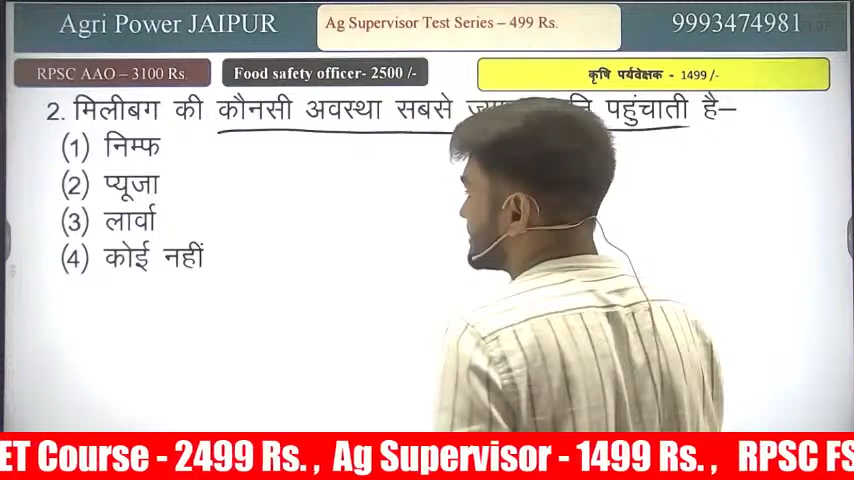 Agri Power JAIPUR
Ag Supervisor Test Series – 499 Rs.
9993474981
RPSC AAO – 3100 Rs.
Food safety officer- 2500 /-
कृषि पर्यवेक्षक - 1499/-
2. मिलीबग की कौनसी अवस्था सबसे पहुंचाती है–
(1) निम्फ
(2) प्यूजा
(3) लार्वा
(4) कोई नहीं
ET Course - 2499 Rs. , Ag Supervisor - 1499 Rs. , RPSC FS